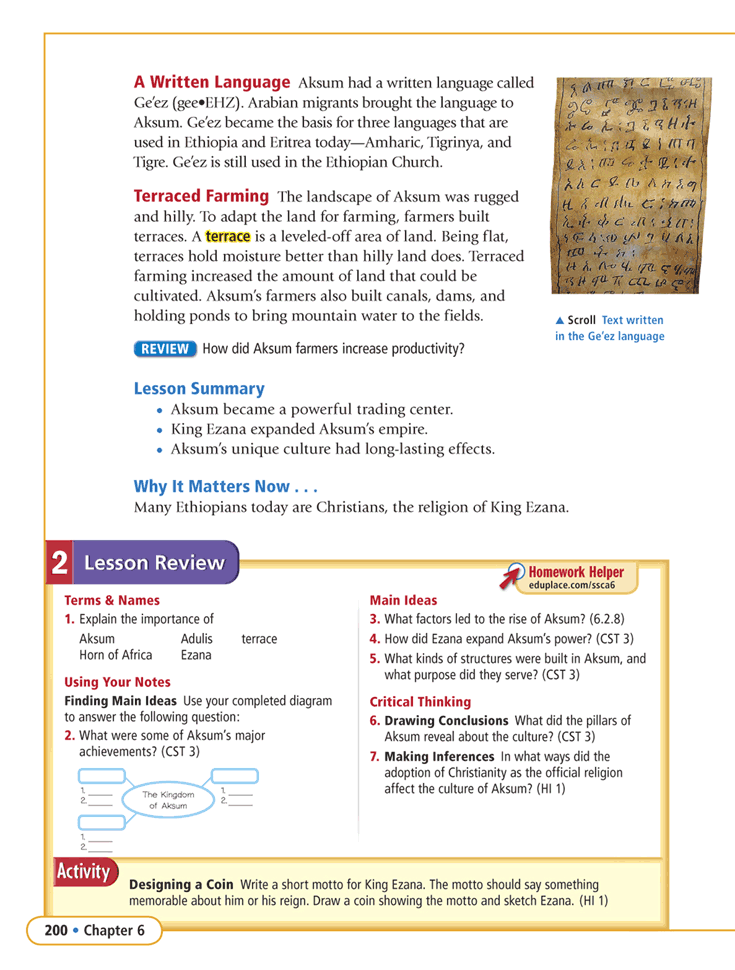 A Written Language Aksum had a written language called
Ge’ez (gee•EHZ). Arabian migrants brought the language to
Aksum. Ge’ez became the basis for three languages that are
used in Ethiopia and Eritrea today—Amharic, Tigrinya, and
Tigre. Ge’ez is still used in the Ethiopian Church.
Terraced Farming The landscape of Aksum was rugged
and hilly. To adapt the land for farming, farmers built
terraces. A terrace is a leveled-off area of land. Being flat,
terraces hold moisture better than hilly land does. Terraced
farming increased the amount of land that could be
cultivated. Aksum’s farmers also built canals, dams, and
holding ponds to bring mountain water to the fields.
REVIEW How did Aksum farmers increase productivity?
▲ Scroll Text written
in the Ge’ez language
Lesson Summary
• Aksum became a powerful trading center.
• King Ezana expanded Aksum’s empire.
• Aksum’s unique culture had long-lasting effects.
Why It Matters Now . . .
Many Ethiopians today are Christians, the religion of King Ezana.
2 Lesson Review
Homework Helper
eduplace.com/ssca6
Terms & Names
1. Explain the importance of
Aksum Adulis terrace
Horn of Africa Ezana
Using Your Notes
Finding Main Ideas Use your completed diagram
to answer the following question:
2. What were some of Aksum’s major
achievements? (CST 3)
1.
2.
The Kingdom
of Aksum
1.
2.
1.
2.
Main Ideas
3. What factors led to the rise of Aksum? (6.2.8)
4. How did Ezana expand Aksum’s power? (CST 3)
5. What kinds of structures were built in Aksum, and
what purpose did they serve? (CST 3)
Critical Thinking
6. Drawing Conclusions What did the pillars of
Aksum reveal about the culture? (CST 3)
7. Making Inferences In what ways did the
adoption of Christianity as the official religion
affect the culture of Aksum? (HI 1)
Activity
Designing a Coin Write a short motto for King Ezana. The motto should say something
memorable about him or his reign. Draw a coin showing the motto and sketch Ezana. (HI 1)
200 • Chapter 6